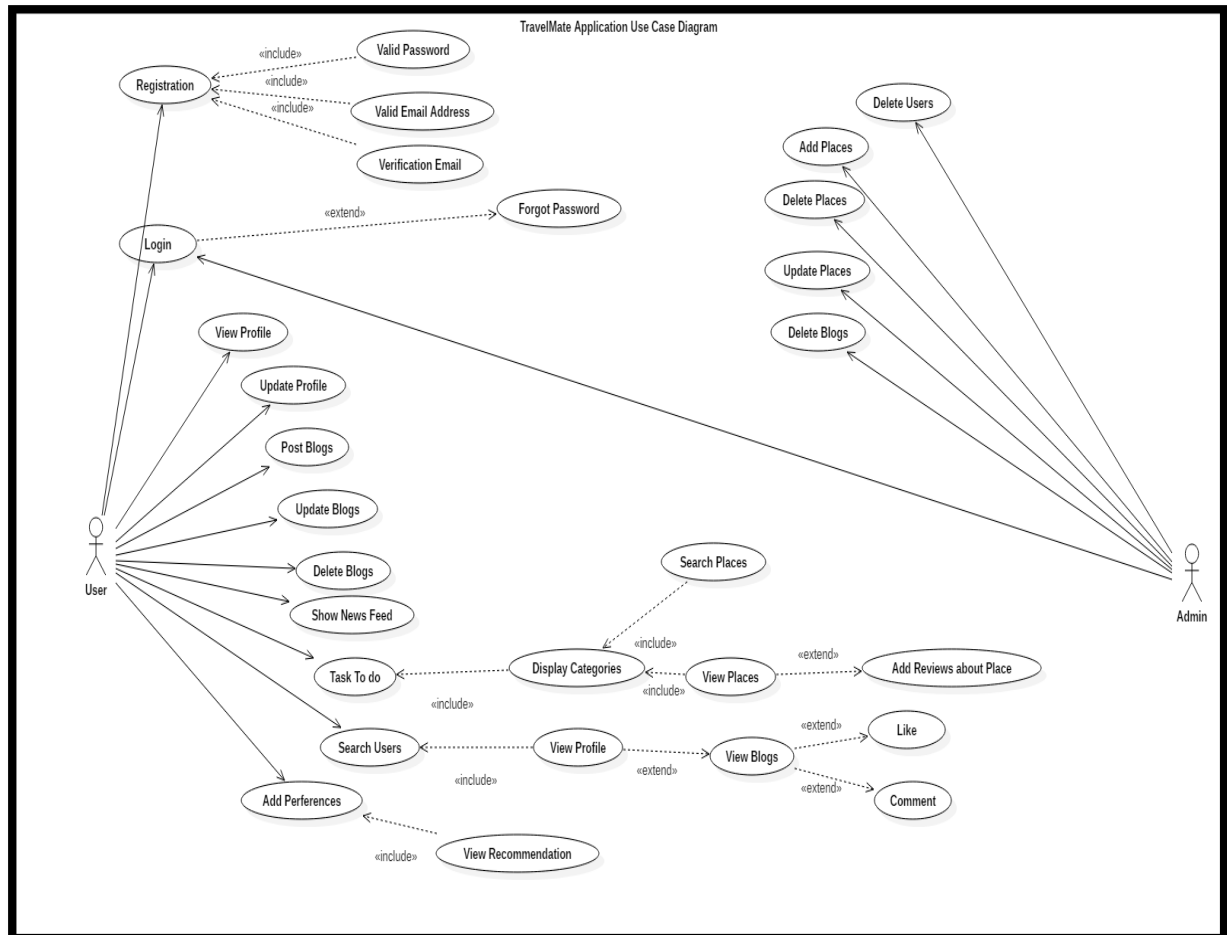 TravelMate Application Use Case Diagram
«include»
Valid Password
Registration
«include»
«include»
Valid Email Address
Verification Email
Delete Users
Add Places
Delete Places
«extend»
Forgot Password
Login
Update Places
View Profile
Delete Blogs
Update Profile
Post Blogs
Update Blogs
Delete Blogs
Search Places
User
Show News Feed
Admin
«include»
Task To do
Display Categories
«include»
View Places
«extend»
Add Reviews about Place
«include»
Search Users
View Profile
«extend»
View Blogs
«extend»
Like
«include»
«extend»
Comment
Add Perferences
«include»
View Recommendation